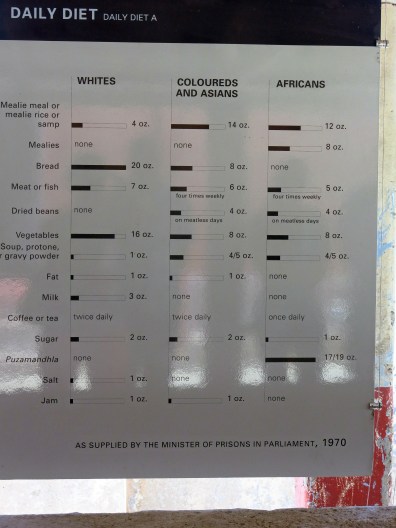 DAILY DIET DAILY DIET A
WHITES COLOUREDS AND ASIANS AFRICANS
Mealie meal or
mealie rice or
samp 4 oz. 14 oz. 12 oz.
Mealies none none 8 oz.
Bread 20 oz. 8 oz. none
Meat or fish 7 oz. 6 oz. 5 oz.
four times weekly four times weekly
Dried beans none 4 oz. 4 oz.
on meatless days on meatless days
Vegetables 16 oz. 8 oz. 8 oz.
Soup, protone,
r gravy powder 1 oz. 4/5 oz. 4/5 oz.
Fat 1 oz. 1 oz. none
Milk 3 oz. none none
Coffee or tea twice daily twice daily once daily
Sugar 2 oz. 2 oz. 1 oz.
Puzamandhla none none 17/19 oz.
Salt 1 oz. none none
Jam 1 oz. 1 oz. none
AS SUPPLIED BY THE MINISTER OF PRISONS IN PARLIAMENT, 1970